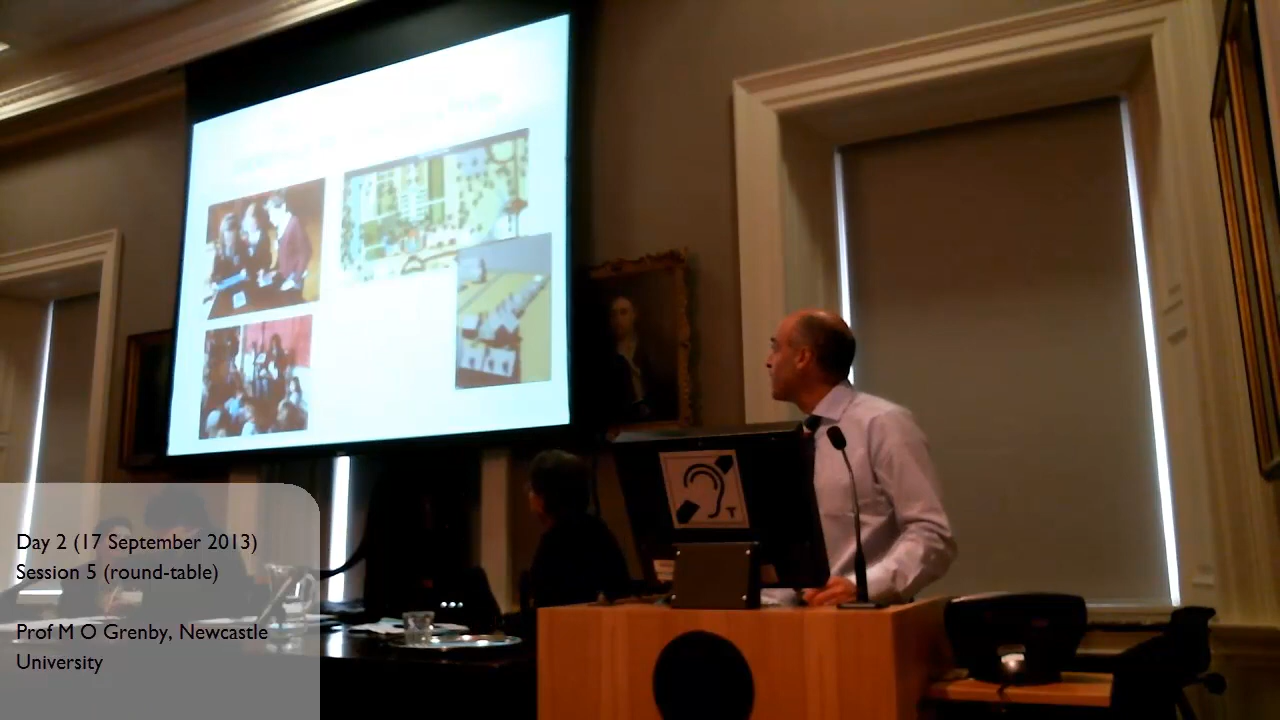 Day 2 (17 September 2013)
Session 5 (round-table)
Prof M O Grenby, Newcastle
University
T